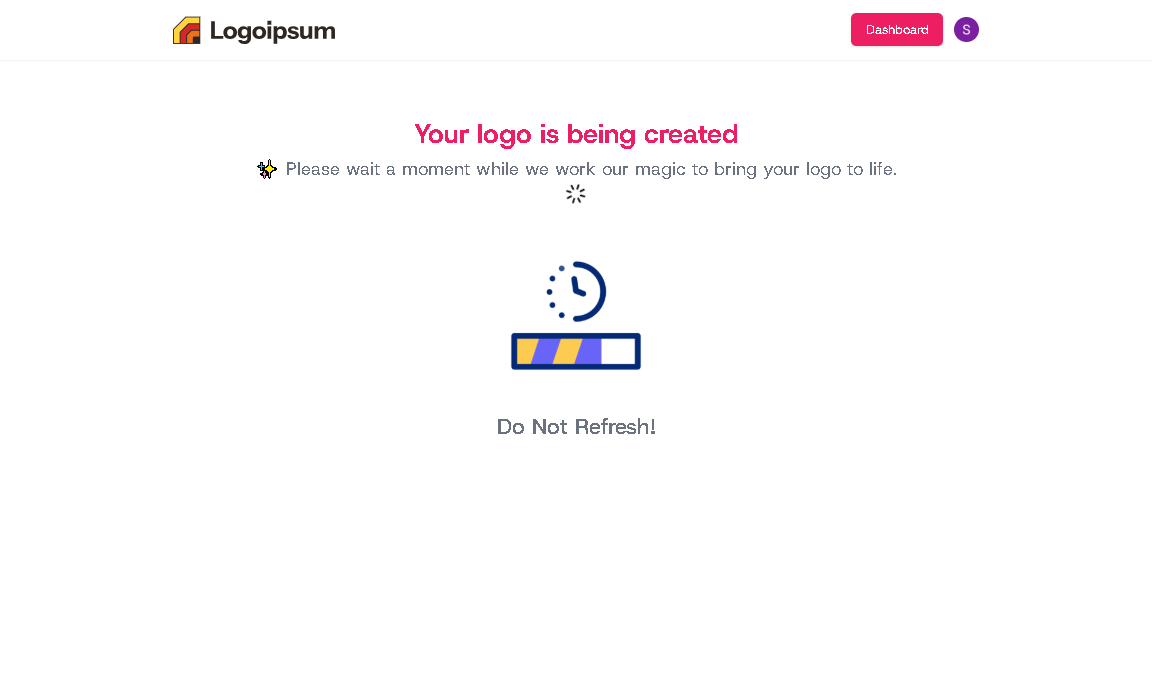 Logoipsum
Dashboard
S
Your logo is being created
✨ Please wait a moment while we work our magic to bring your logo to life.
Do Not Refresh!